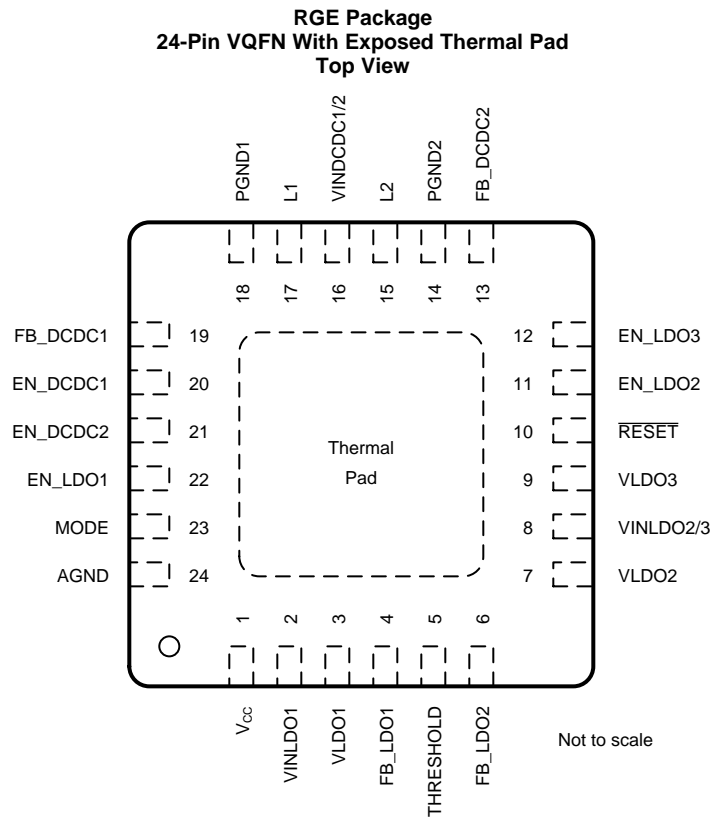 RGE Package
24-Pin VQFN With Exposed Thermal Pad
Top View
PGND1
L1
VINDCDC1/2
L2
PGND2
FB_DCDC2
18
17
16
15
14
13
FB_DCDC1 19
EN_DCDC1 20
EN_DCDC2 21
EN_LDO1 22
MODE 23
AGND 24
Thermal
Pad
12 EN_LDO3
11 EN_LDO2
10 RESET
9 VLDO3
8 VINLDO2/3
7 VLDO2
1
2
3
4
5
6
VCC
VINLDO1
VLDO1
FB_LDO1
THRESHOLD
FB_LDO2
Not to scale